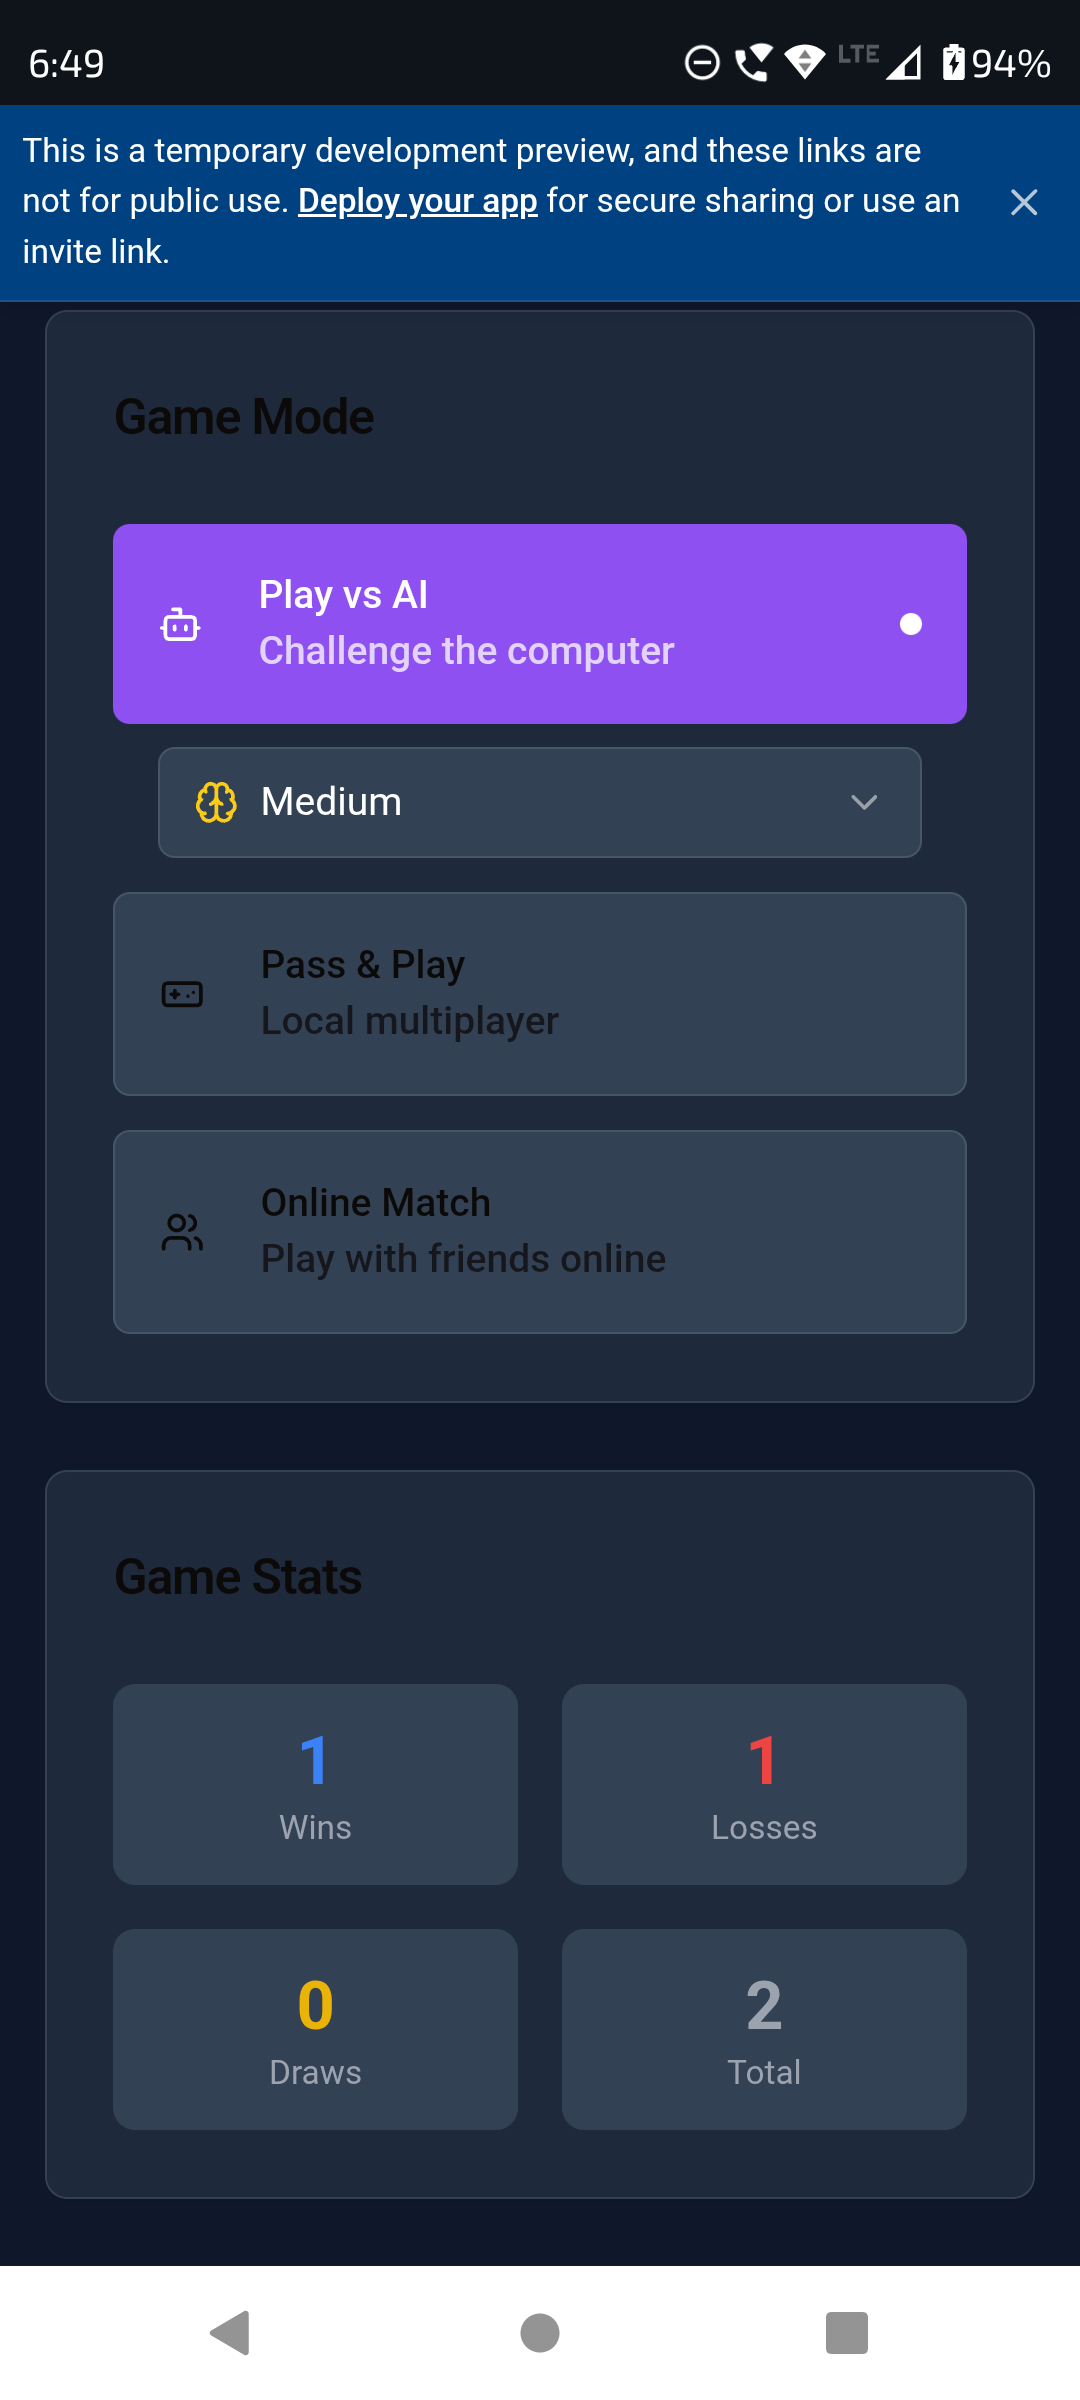 6:49
LTE
94%
This is a temporary development preview, and these links are
not for public use. Deploy your app for secure sharing or use an
invite link.
Game Mode
Play vs AI
Challenge the computer
Medium
Pass & Play
Local multiplayer
Online Match
Play with friends online
Game Stats
1
Wins
1
Losses
0
Draws
2
Total